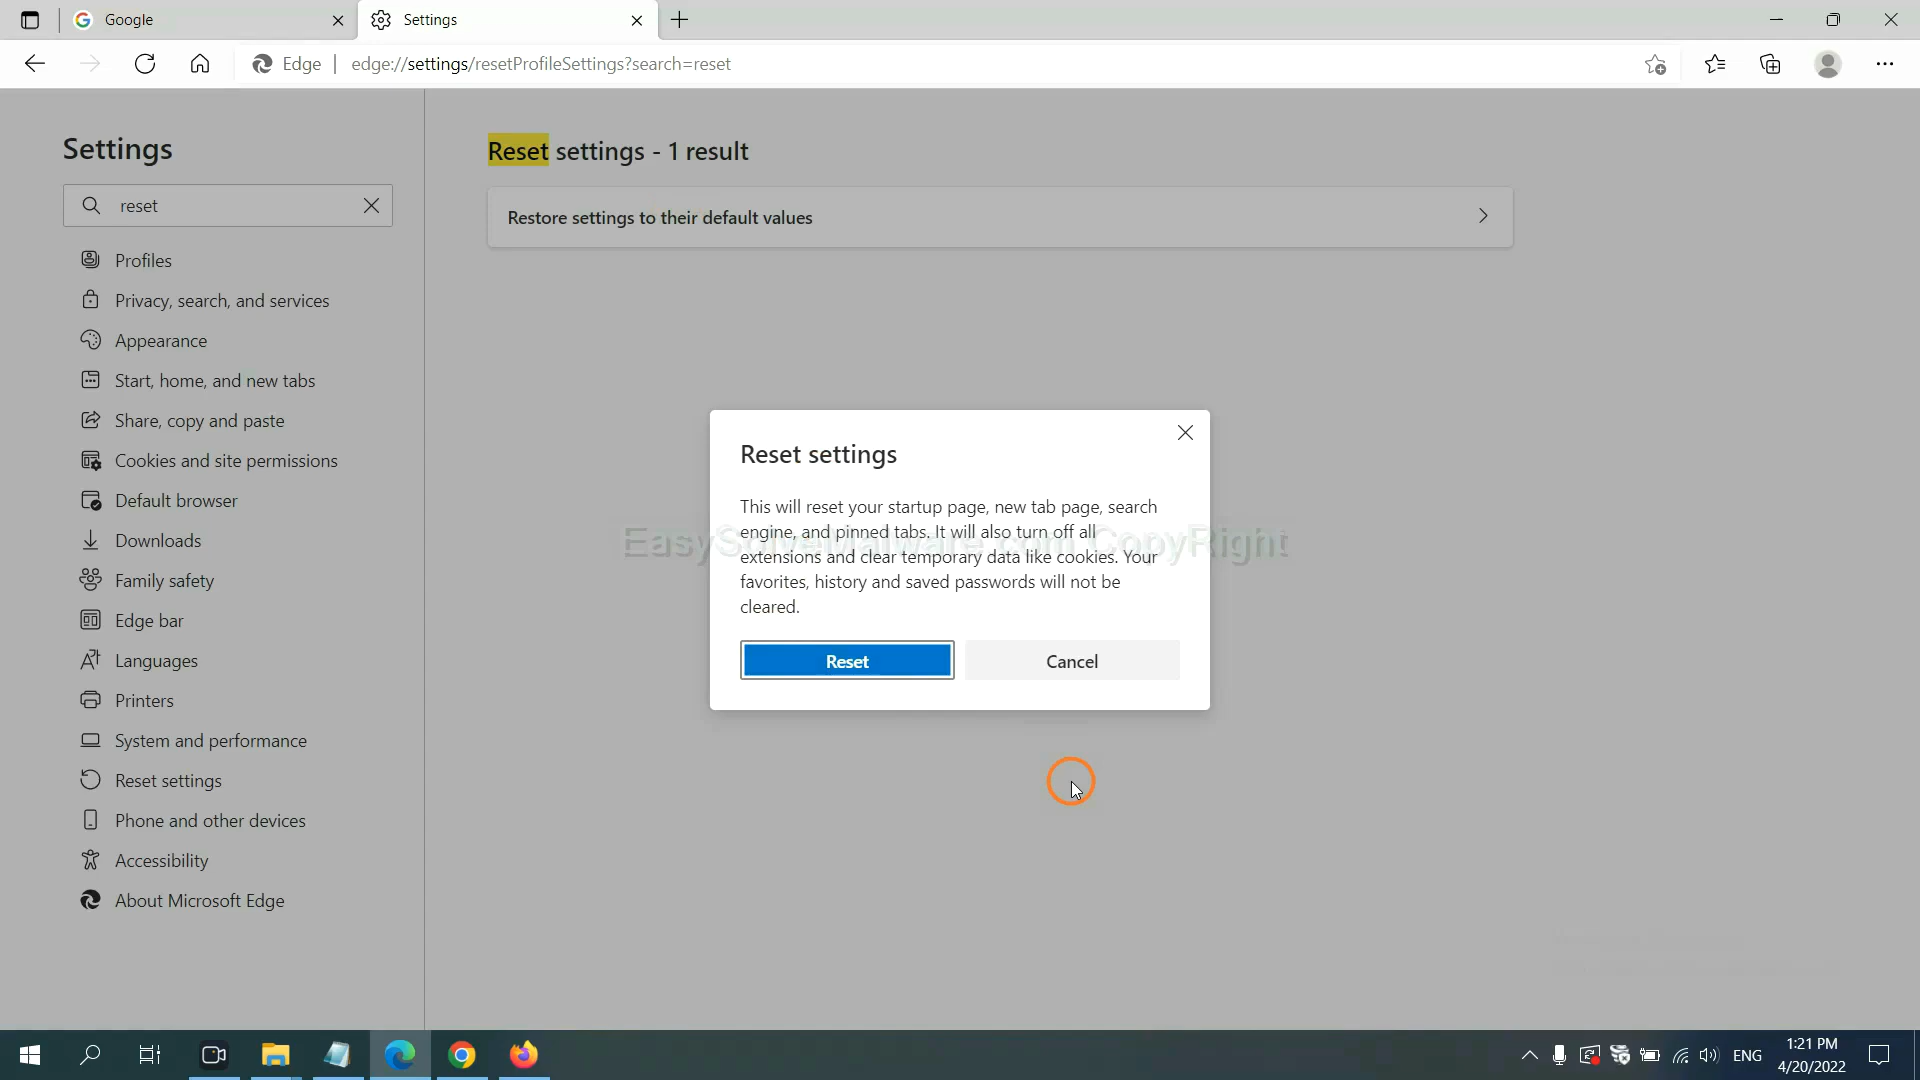 Google
Settings
Edge
edge://settings/resetProfileSettings?search=reset
Settings
reset
Profiles
Privacy, search, and services
Appearance
Start, home, and new tabs
Share, copy and paste
Cookies and site permissions
Default browser
Downloads
Family safety
Edge bar
Languages
Printers
System and performance
Reset settings
Phone and other devices
Accessibility
About Microsoft Edge
Reset settings - 1 result
Restore settings to their default values
Reset settings
This will reset your startup page, new tab page, search
engine, and pinned tabs. It will also turn off all
extensions and clear temporary data like cookies. Your
favorites, history and saved passwords will not be
cleared.
EasySolveMalware.com CopyRight
Reset
Cancel
ENG
1:21 PM
4/20/2022